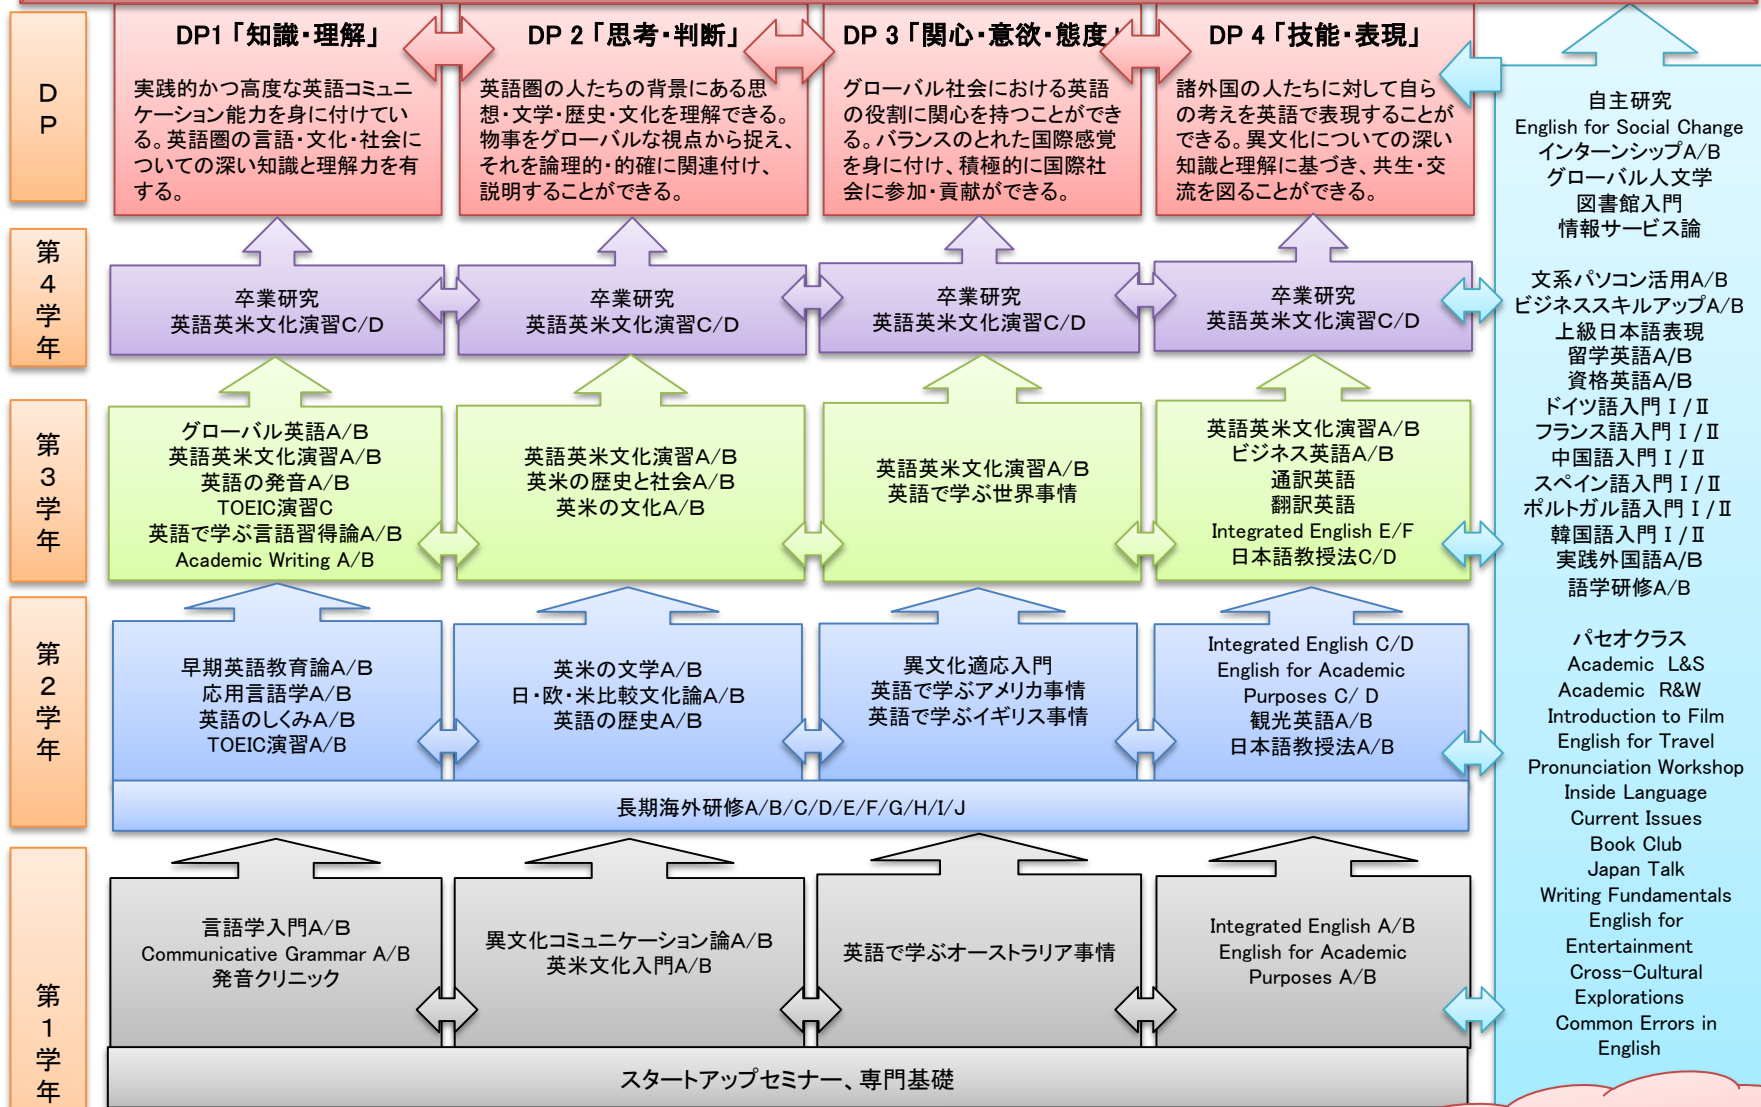 DP
DP1「知識・理解」
実践的かつ高度な英語コミュニ
ケーション能力を身に付けてい
る。英語圏の言語・文化・社会に
ついての深い知識と理解力を有
する。
DP 2「思考・判断」
英語圏の人たちの背景にある思
想・文学・歴史・文化を理解できる。
物事をグローバルな視点から捉え、
それを論理的・的確に関連付け、
説明することができる。
DP 3「関心・意欲・態度」
グローバル社会における英語
の役割に関心を持つことができ
る。バランスのとれた国際感覚
を身に付け、積極的に国際社
会に参加・貢献ができる。
DP 4「技能・表現」
諸外国の人たちに対して自ら
の考えを英語で表現することが
できる。異文化についての深い
知識と理解に基づき、共生・交
流を図ることができる。
第4学年
卒業研究
英語英米文化演習C/D
卒業研究
英語英米文化演習C/D
卒業研究
英語英米文化演習C/D
卒業研究
英語英米文化演習C/D
第3学年
グローバル英語A/B
英語英米文化演習A/B
英語の発音A/B
TOEIC演習C
英語で学ぶ言語習得論A/B
Academic Writing A/B
英語英米文化演習A/B
英米の歴史と社会A/B
英米の文化A/B
英語英米文化演習A/B
英語で学ぶ世界事情
英語英米文化演習A/B
ビジネス英語A/B
通訳英語
翻訳英語
Integrated English E/F
日本語教授法C/D
第2学年
早期英語教育論A/B
応用言語学A/B
英語のしくみA/B
TOEIC演習A/B
英米の文学A/B
日・欧・米比較文化論A/B
英語の歴史A/B
異文化適応入門
英語で学ぶアメリカ事情
英語で学ぶイギリス事情
Integrated English C/D
English for Academic
Purposes C/ D
観光英語A/B
日本語教授法A/B
長期海外研修A/B/C/D/E/F/G/H/I/J
第1学年
言語学入門A/B
Communicative Grammar A/B
発音クリニック
異文化コミュニケーション論A/B
英米文化入門A/B
英語で学ぶオーストラリア事情
Integrated English A/B
English for Academic
Purposes A/B
スタートアップセミナー、専門基礎
自主研究
English for Social Change
インターンシップA/B
グローバル人文学
図書館入門
情報サービス論
文系パソコン活用A/B
ビジネススキルアップA/B
上級日本語表現
留学英語A/B
資格英語A/B
ドイツ語入門Ⅰ/Ⅱ
フランス語入門Ⅰ/Ⅱ
中国語入門Ⅰ/Ⅱ
スペイン語入門Ⅰ/Ⅱ
ポルトガル語入門Ⅰ/Ⅱ
韓国語入門Ⅰ/Ⅱ
実践外国語A/B
語学研修A/B
パセオクラス
Academic L&S
Academic R&W
Introduction to Film
English for Travel
Pronunciation Workshop
Inside Language
Current Issues
Book Club
Japan Talk
Writing Fundamentals
English for
Entertainment
Cross-Cultural
Explorations
Common Errors in
English